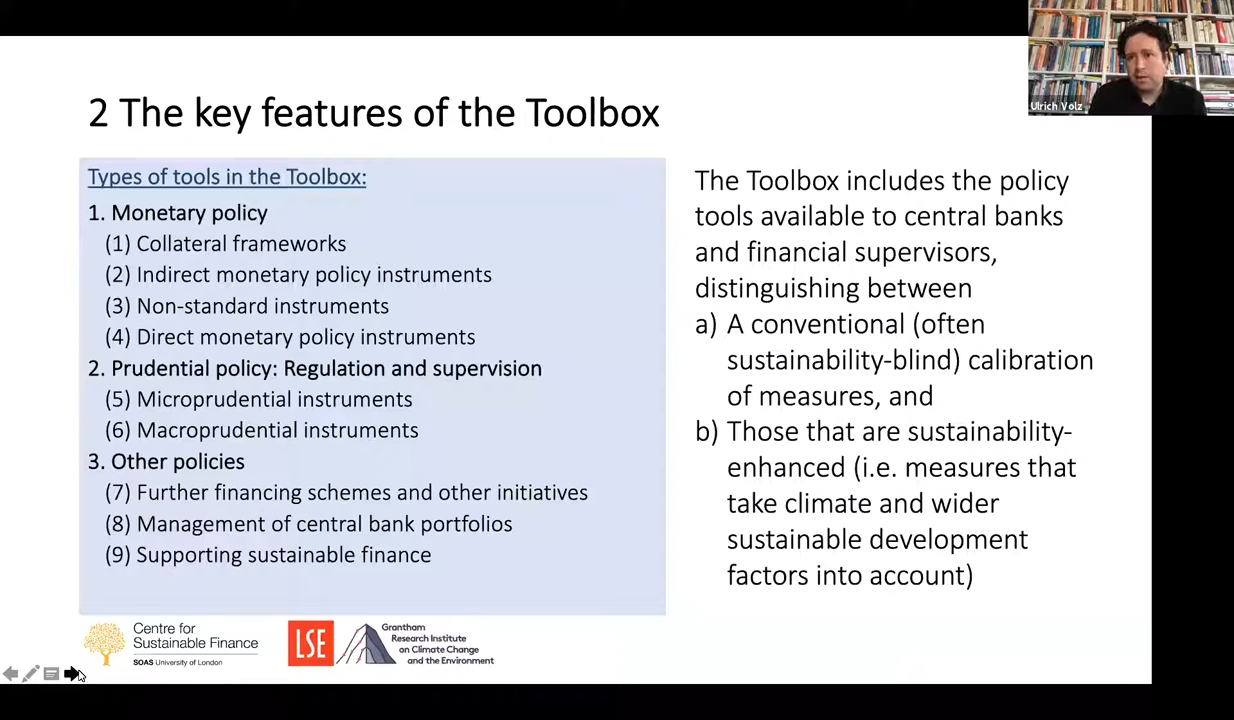 Ulrich Volz
2 The key features of the Toolbox
Types of tools in the Toolbox:
1. Monetary policy
(1) Collateral frameworks
(2) Indirect monetary policy instruments
(3) Non-standard instruments
(4) Direct monetary policy instruments
2. Prudential policy: Regulation and supervision
(5) Microprudential instruments
(6) Macroprudential instruments
3. Other policies
(7) Further financing schemes and other initiatives
(8) Management of central bank portfolios
(9) Supporting sustainable finance
The Toolbox includes the policy
tools available to central banks
and financial supervisors,
distinguishing between
a) A conventional (often
sustainability-blind) calibration
of measures, and
b) Those that are sustainability-
enhanced (i.e. measures that
take climate and wider
sustainable development
factors into account)
Centre for
Sustainable Finance
SOAS University of London
LSE
Grantham
Research Institute
on Climate Change
and the Environment